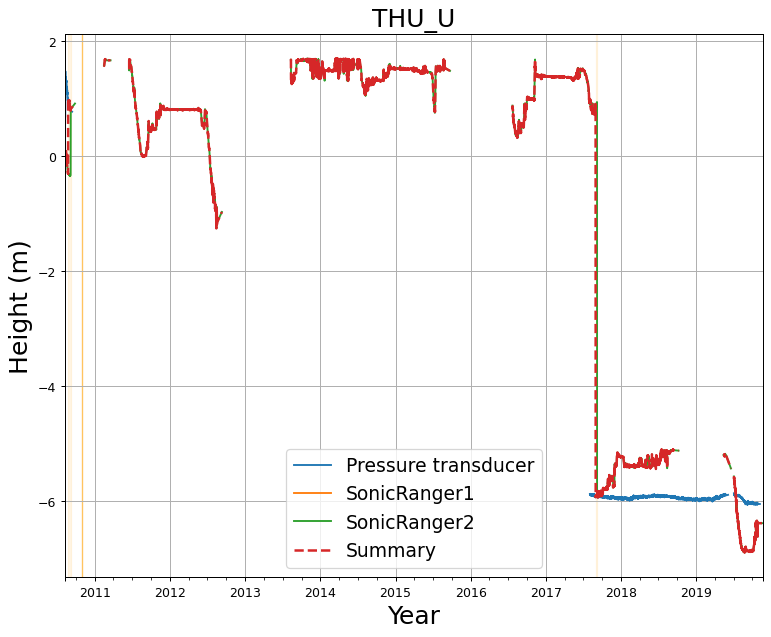 THU_U
Height (m)
2
0
−2
−4
−6
Pressure transducer
SonicRanger1
SonicRanger2
Summary
2011 2012 2013 2014 2015 2016 2017 2018 2019
Year